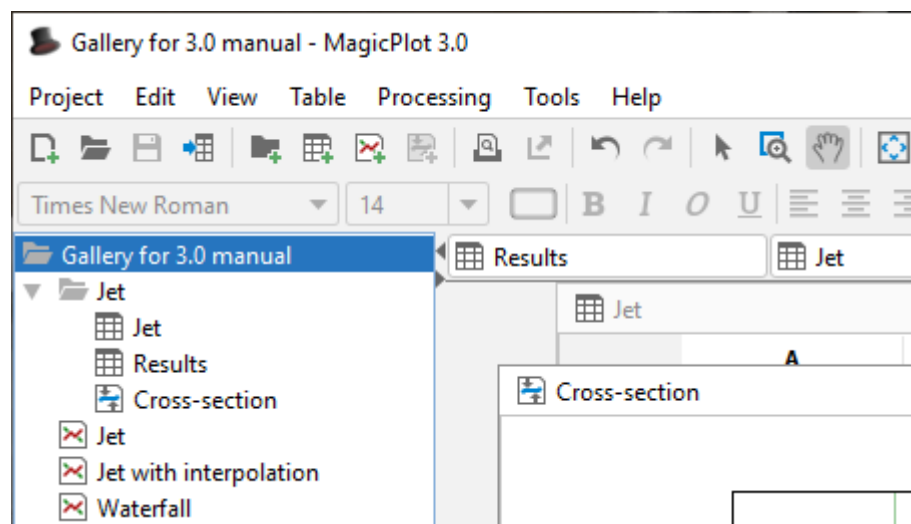 Gallery for 3.0 manual - MagicPlot 3.0
Project Edit View Table Processing Tools Help
Times New Roman 14 B I O U
Gallery for 3.0 manual
Results Jet
Jet
Jet
Jet
A
Results
Cross-section
Cross-section
Jet
Jet with interpolation
Waterfall